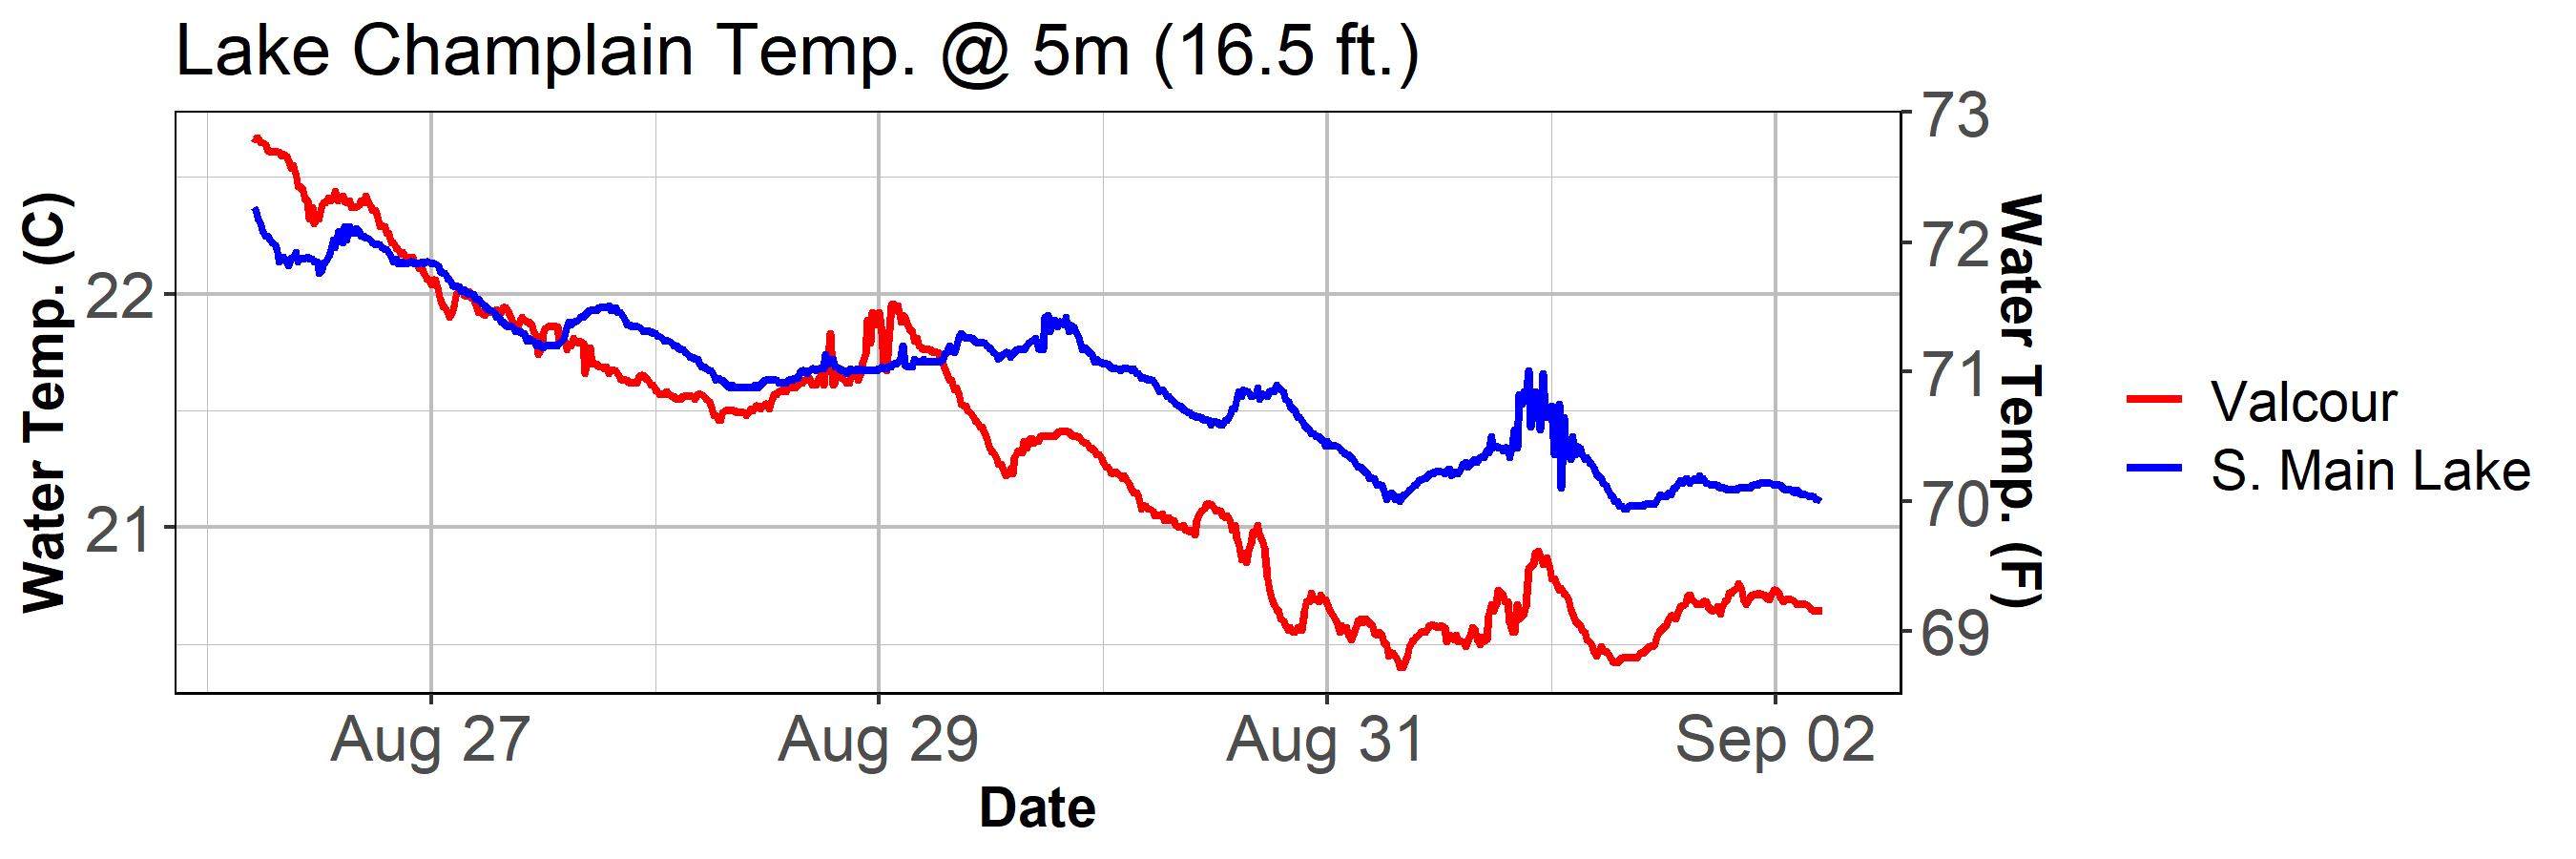 Lake Champlain Temp. @ 5m (16.5 ft.)
Water Temp. (C)
22
21
73
72
71
70
69
Water Temp. (F)
Aug 27
Aug 29
Aug 31
Sep 02
Date
Valcour
S. Main Lake